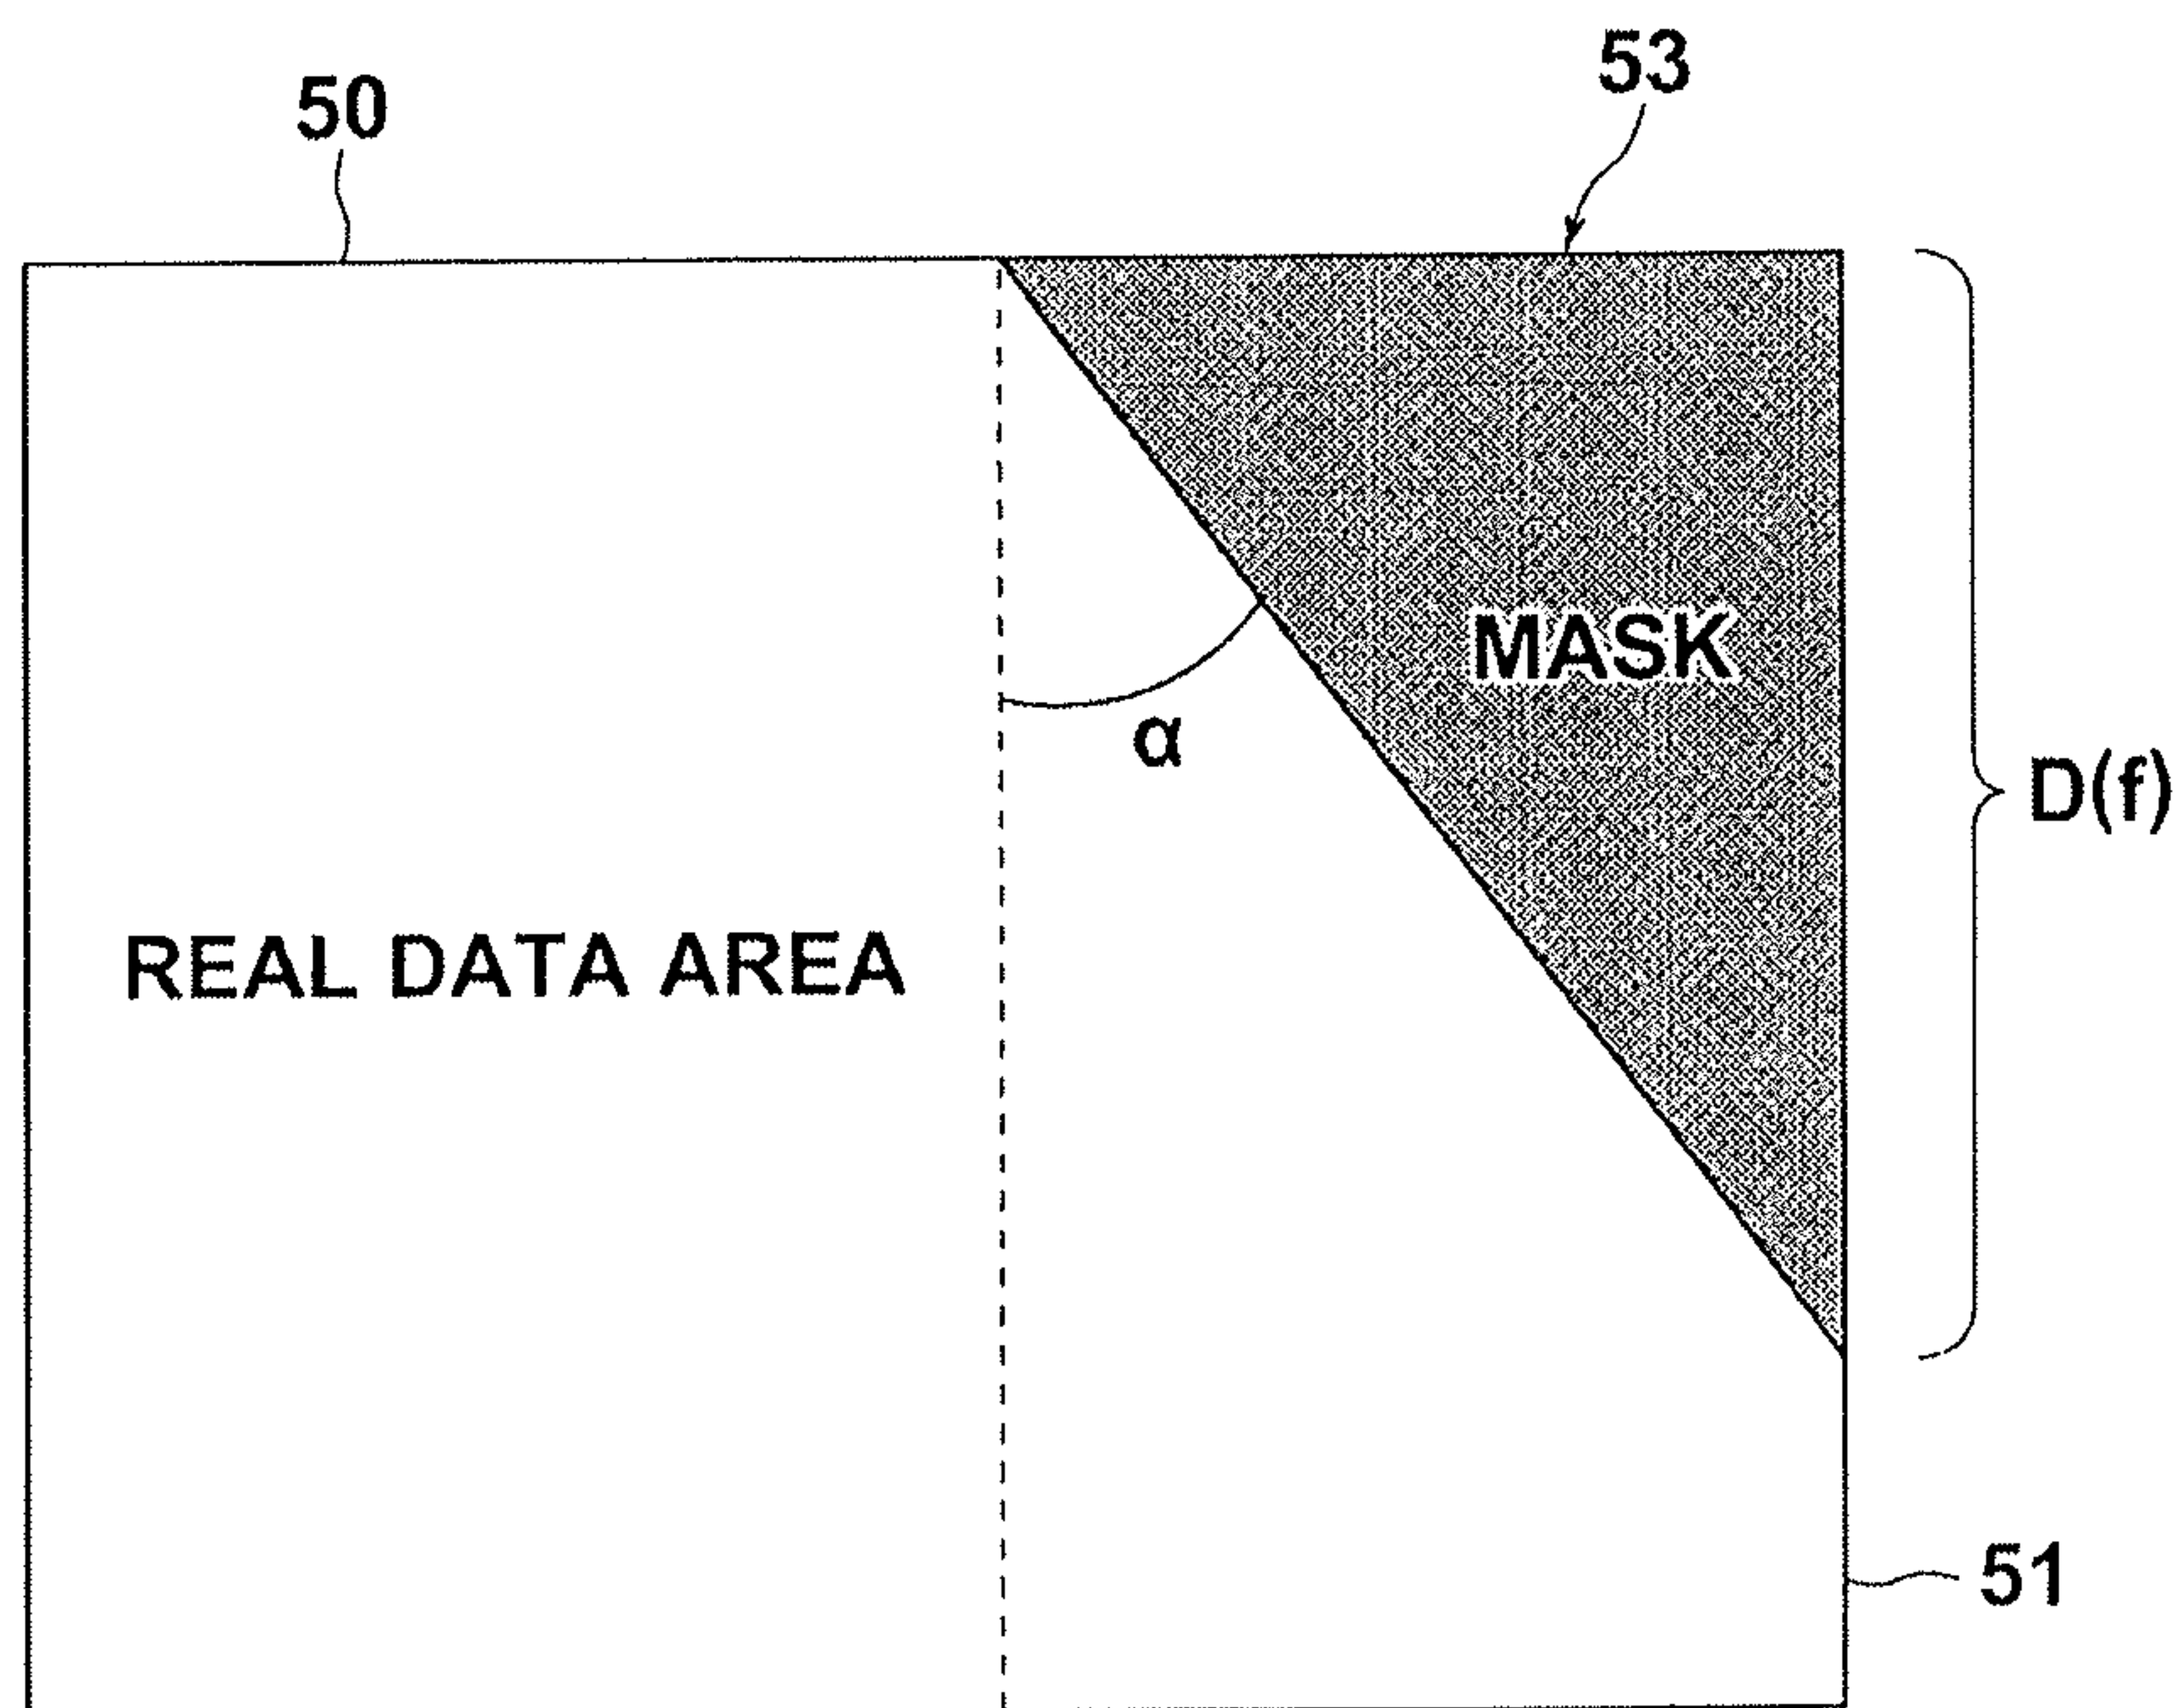 53
50
MASK
α
D(f)
REAL DATA AREA
51